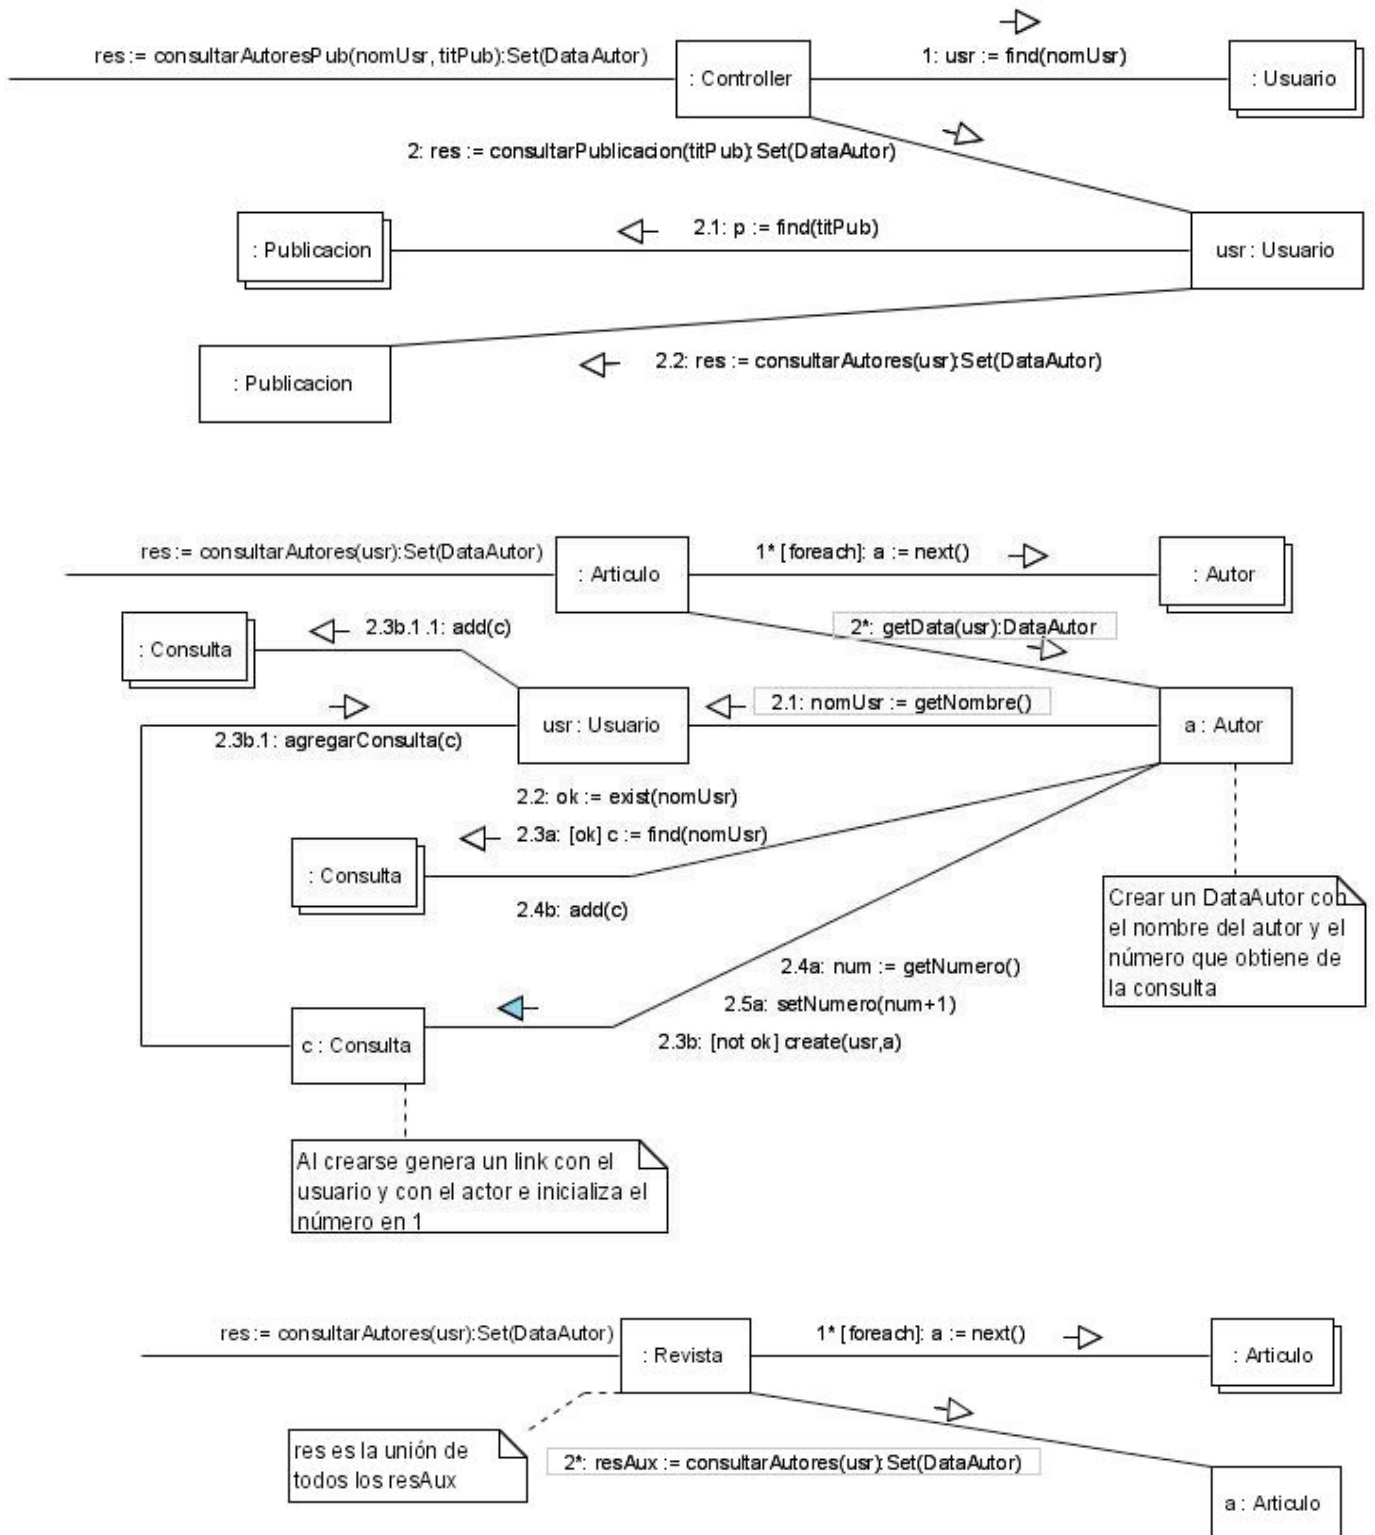 res := consultarAutoresPub(nomUsr, titPub):Set(DataAutor)
: Controller
1: usr := find(nomUsr)
: Usuario
2: res := consultarPublicacion(titPub):Set(DataAutor)
: Publicacion
2.1: p := find(titPub)
usr : Usuario
: Publicacion
2.2: res := consultarAutores(usr):Set(DataAutor)
res := consultarAutores(usr):Set(DataAutor)
: Articulo
1* [foreach]: a := next()
: Autor
2*: getData(usr):DataAutor
: Consulta
2.3b.1.1: add(c)
2.3b.1: agregarConsulta(c)
usr : Usuario
2.1: nomUsr := getNombre()
a : Autor
2.2: ok := exist(nomUsr)
2.3a: [ok] c := find(nomUsr)
: Consulta
2.4b: add(c)
Crear un DataAutor con
el nombre del autor y el
número que obtiene de
la consulta
2.4a: num := getNumero()
2.5a: setNumero(num+1)
2.3b: [not ok] create(usr,a)
c : Consulta
Al crearse genera un link con el
usuario y con el actor e inicializa el
número en 1
res := consultarAutores(usr):Set(DataAutor)
: Revista
1* [foreach]: a := next()
: Articulo
res es la unión de
todos los resAux
2*: resAux := consultarAutores(usr):Set(DataAutor)
a : Articulo